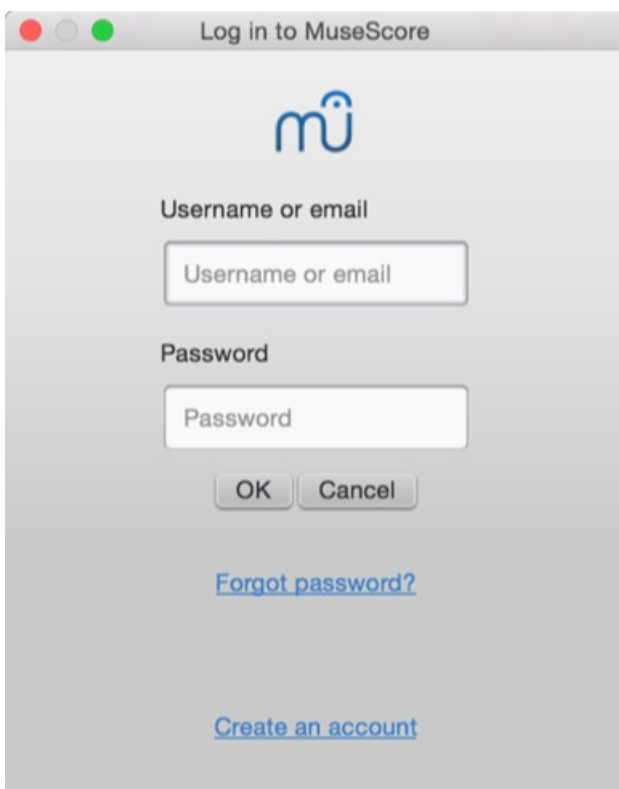 Log in to MuseScore
mu
Username or email
Username or email
Password
Password
OK Cancel
Forgot password?
Create an account